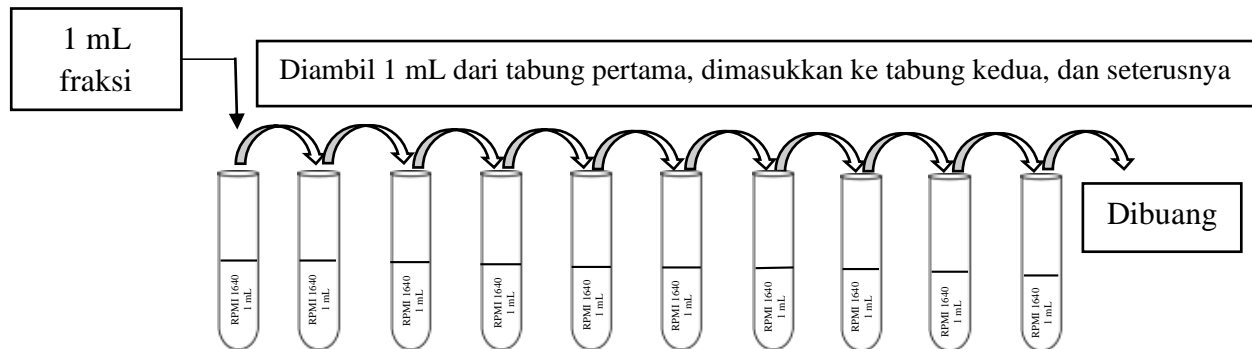 1 mL
fraksi
Diambil 1 mL dari tabung pertama, dimasukkan ke tabung kedua, dan seterusnya
Dibuang
RPMI 1640
1 mL
RPMI 1640
1 mL
RPMI 1640
1 mL
RPMI 1640
1 mL
RPMI 1640
1 mL
RPMI 1640
1 mL
RPMI 1640
1 mL
RPMI 1640
1 mL
RPMI 1640
1 mL
RPMI 1640
1 mL